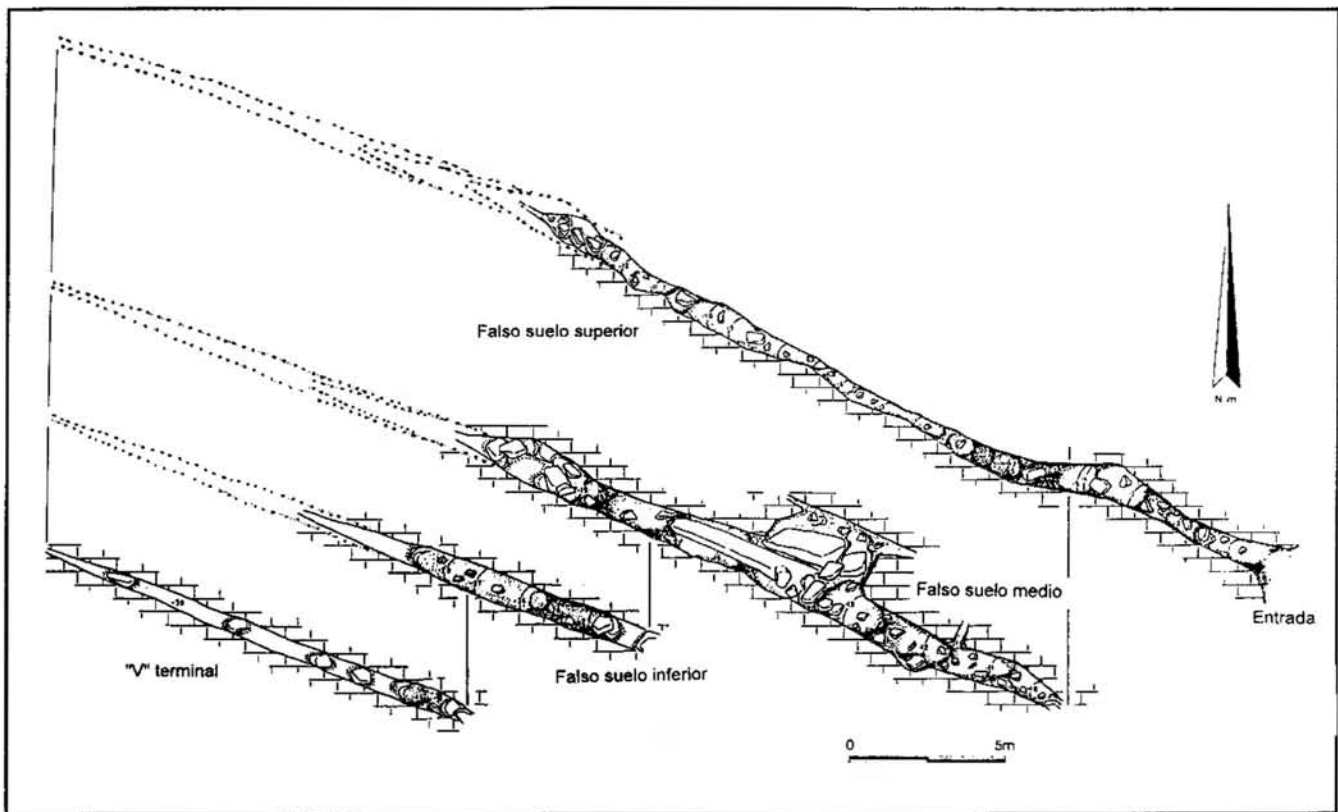 Falso suelo superior
N m
Falso suelo medio
Entrada
"V" terminal
Falso suelo inferior
0 5m